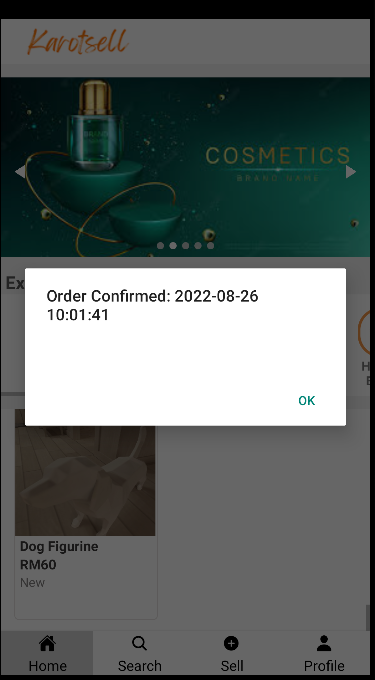 Karotsell
COSMETICS
BRAND NAME
Ex
Order Confirmed: 2022-08-26
10:01:41
OK
H
E
Dog Figurine
RM60
New
Home
Search
Sell
Profile